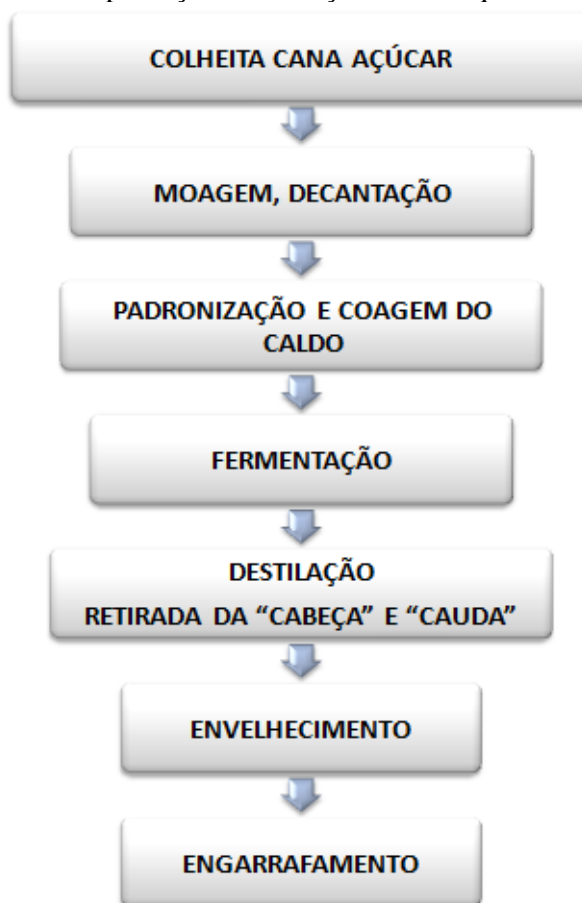 COLHEITA CANA AÇÚCAR
MOAGEM, DECANTAÇÃO
PADRONIZAÇÃO E COAGEM DO
CALDO
FERMENTAÇÃO
DESTILAÇÃO
RETIRADA DA “CABEÇA” E “CAUDA”
ENVELHECIMENTO
ENGARRAFAMENTO